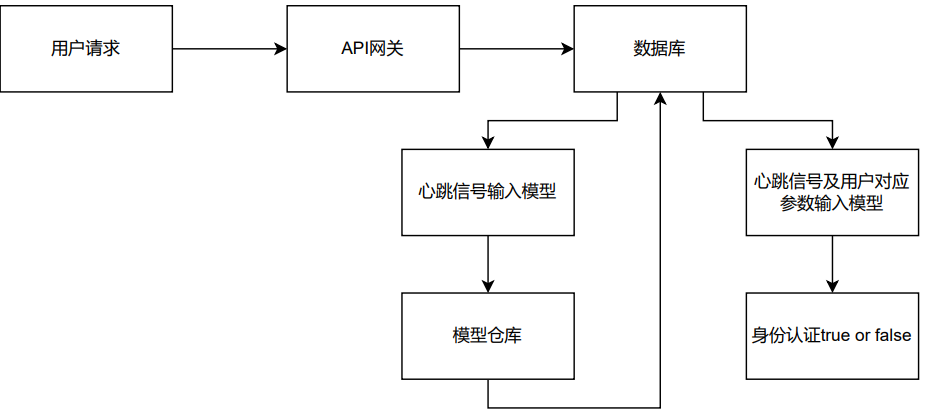 用户请求
API网关
数据库
心跳信号输入模型
心跳信号及用户对应
参数输入模型
模型仓库
身份认证true or false